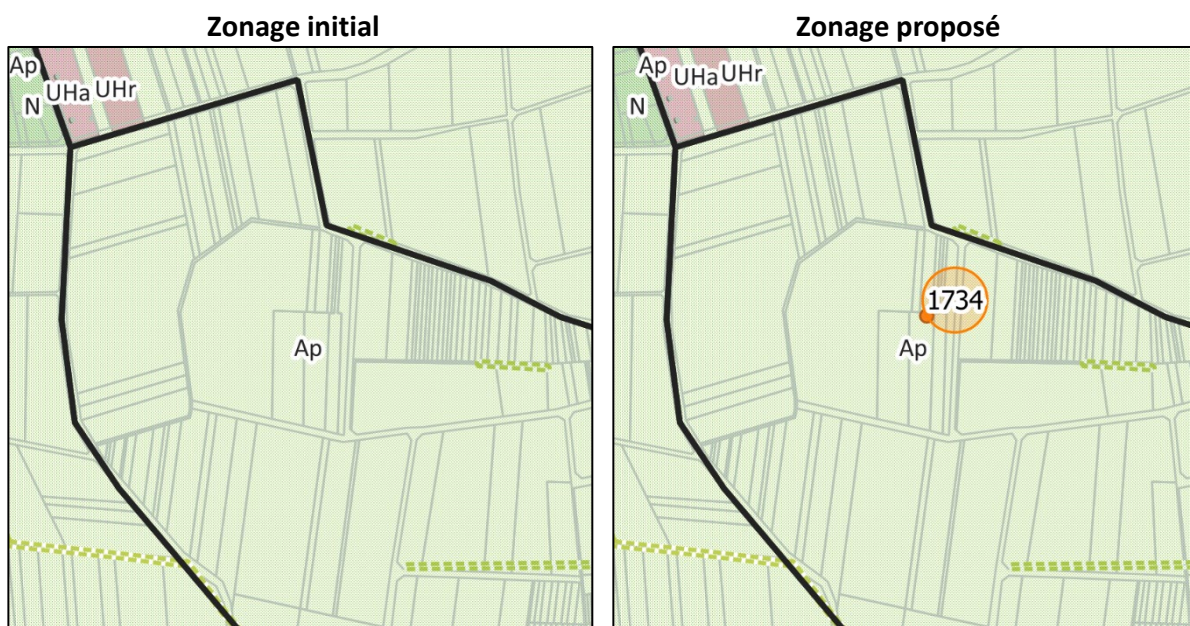 Zonage initial
Zonage proposé
Ap
N
UHa
UHr
Ap
Ap
N
UHa
UHr
1734
Ap